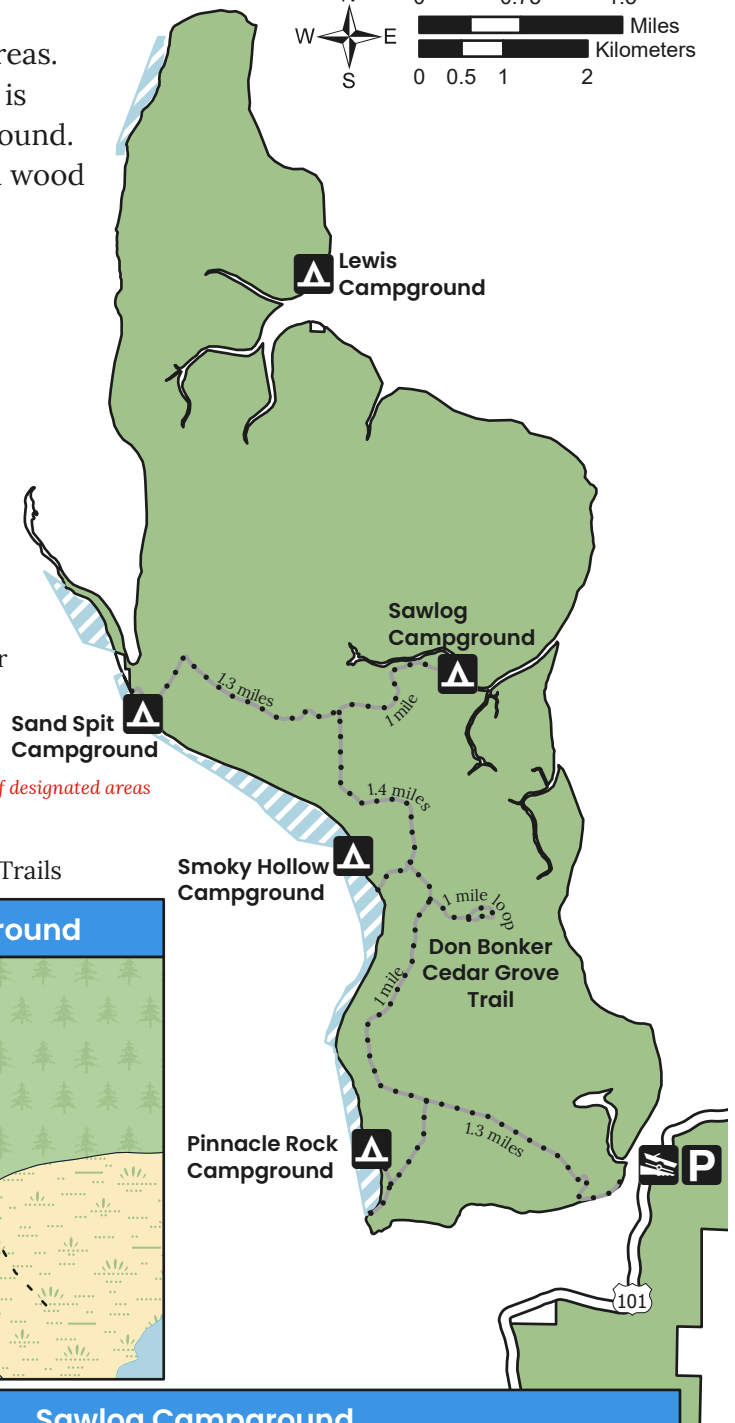 0.75
W E
Miles
Kilometers
S
0 0.5 1 2
reas.
is
ound.
wood
Lewis
Campground
Sawlog
Campground
1.3 miles
1 mile
Sand Spit
Campground
f designated areas
1.4 miles
Smoky Hollow
Campground
Trails
round
1 mile loop
Don Bonker
Cedar Grove
Trail
1 mile
1.3 miles
Pinnacle Rock
Campground
P
101
Sawlog Campground